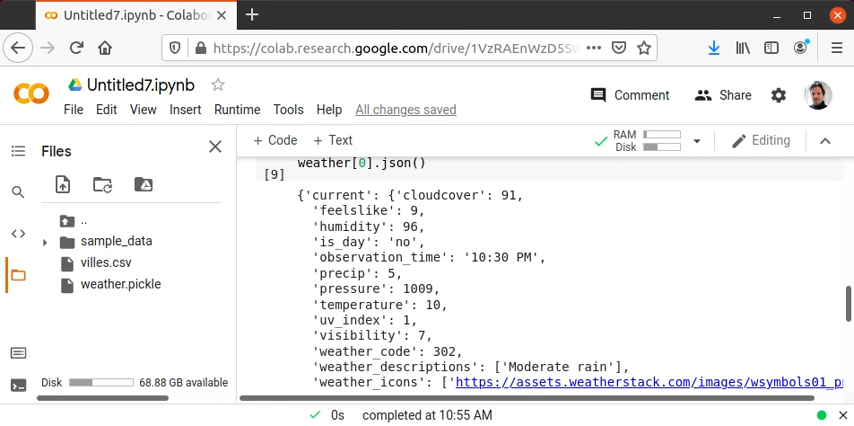 Untitled7.ipynb - Colabo
https://colab.research.google.com/drive/1VzRAEnWzD5Sw
Untitled7.ipynb
File Edit View Insert Runtime Tools Help All changes saved
Comment Share
Files
+ Code + Text
RAM
Disk
Editing
..
sample_data
villes.csv
weather.pickle
Disk 68.88 GB available
weather[0].json()
[9]
{'current': {'cloudcover': 91,
'feelslike': 9,
'humidity': 96,
'is_day': 'no',
'observation_time': '10:30 PM',
'precip': 5,
'pressure': 1009,
'temperature': 10,
'uv_index': 1,
'visibility': 7,
'weather_code': 302,
'weather_descriptions': ['Moderate rain'],
'weather_icons': ['https://assets.weatherstack.com/images/wsymbols01_p
0s completed at 10:55 AM